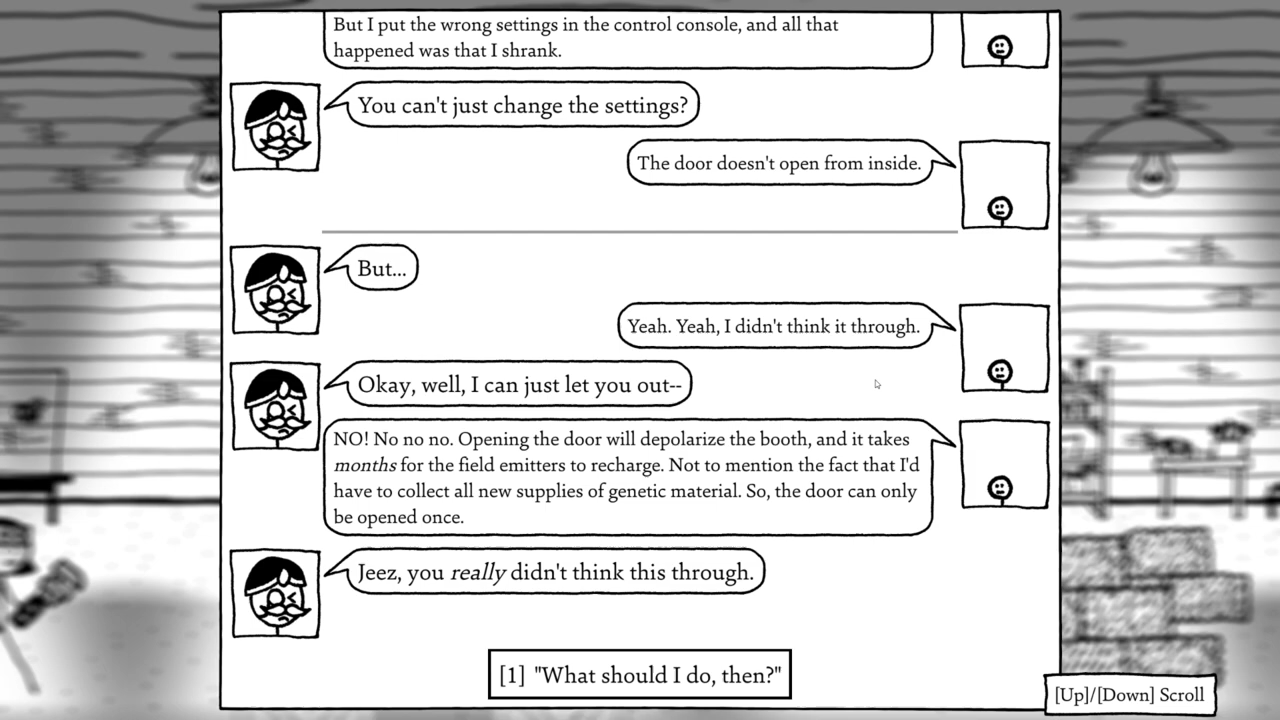 But I put the wrong settings in the control console, and all that
happened was that I shrank.
You can't just change the settings?
The door doesn't open from inside.
But...
Yeah. Yeah, I didn't think it through.
Okay, well, I can just let you out--
NO! No no no. Opening the door will depolarize the booth, and it takes
months for the field emitters to recharge. Not to mention the fact that I'd
have to collect all new supplies of genetic material. So, the door can only
be opened once.
Jeez, you really didn't think this through.
[1] "What should I do, then?"
[Up]/[Down] Scroll